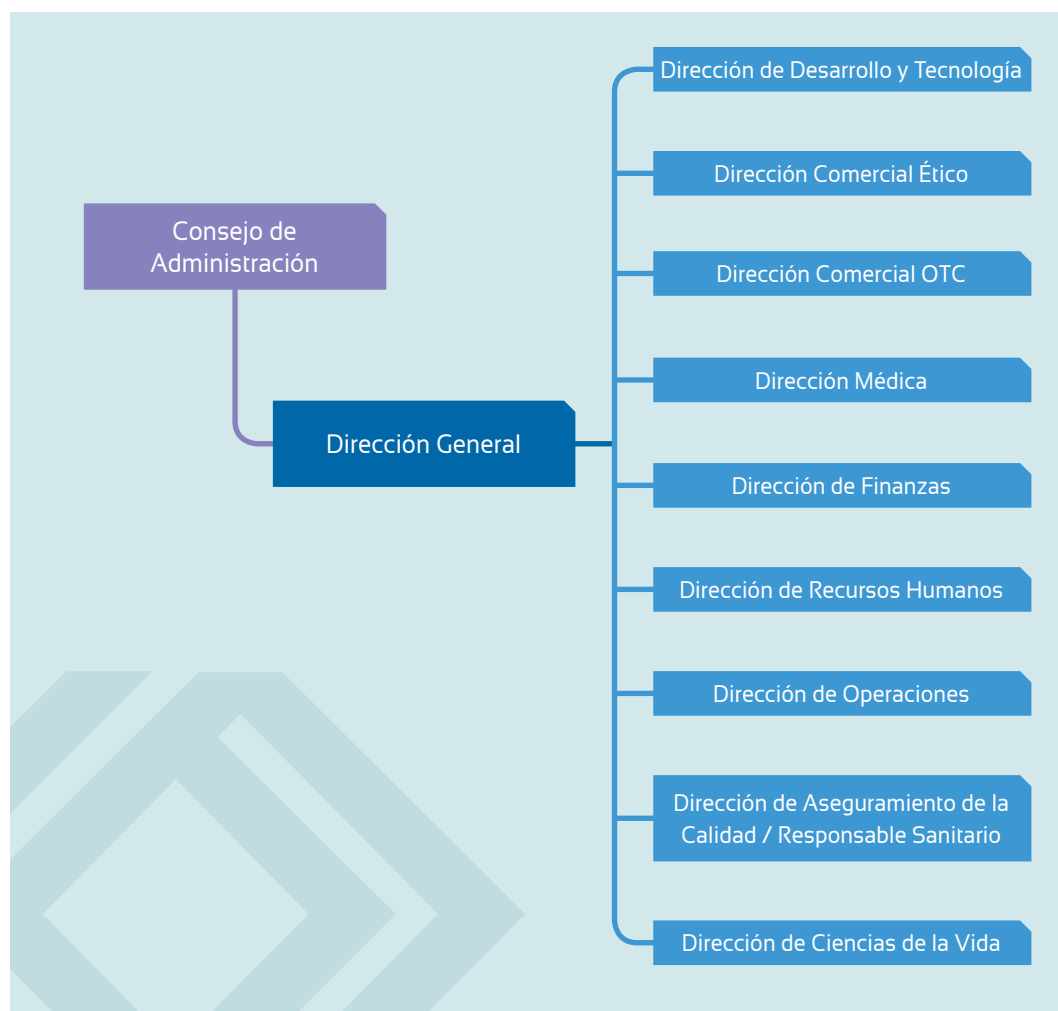 Consejo de
Administración
Dirección General
Dirección de Desarrollo y Tecnología
Dirección Comercial Ético
Dirección Comercial OTC
Dirección Médica
Dirección de Finanzas
Dirección de Recursos Humanos
Dirección de Operaciones
Dirección de Aseguramiento de la
Calidad / Responsable Sanitario
Dirección de Ciencias de la Vida